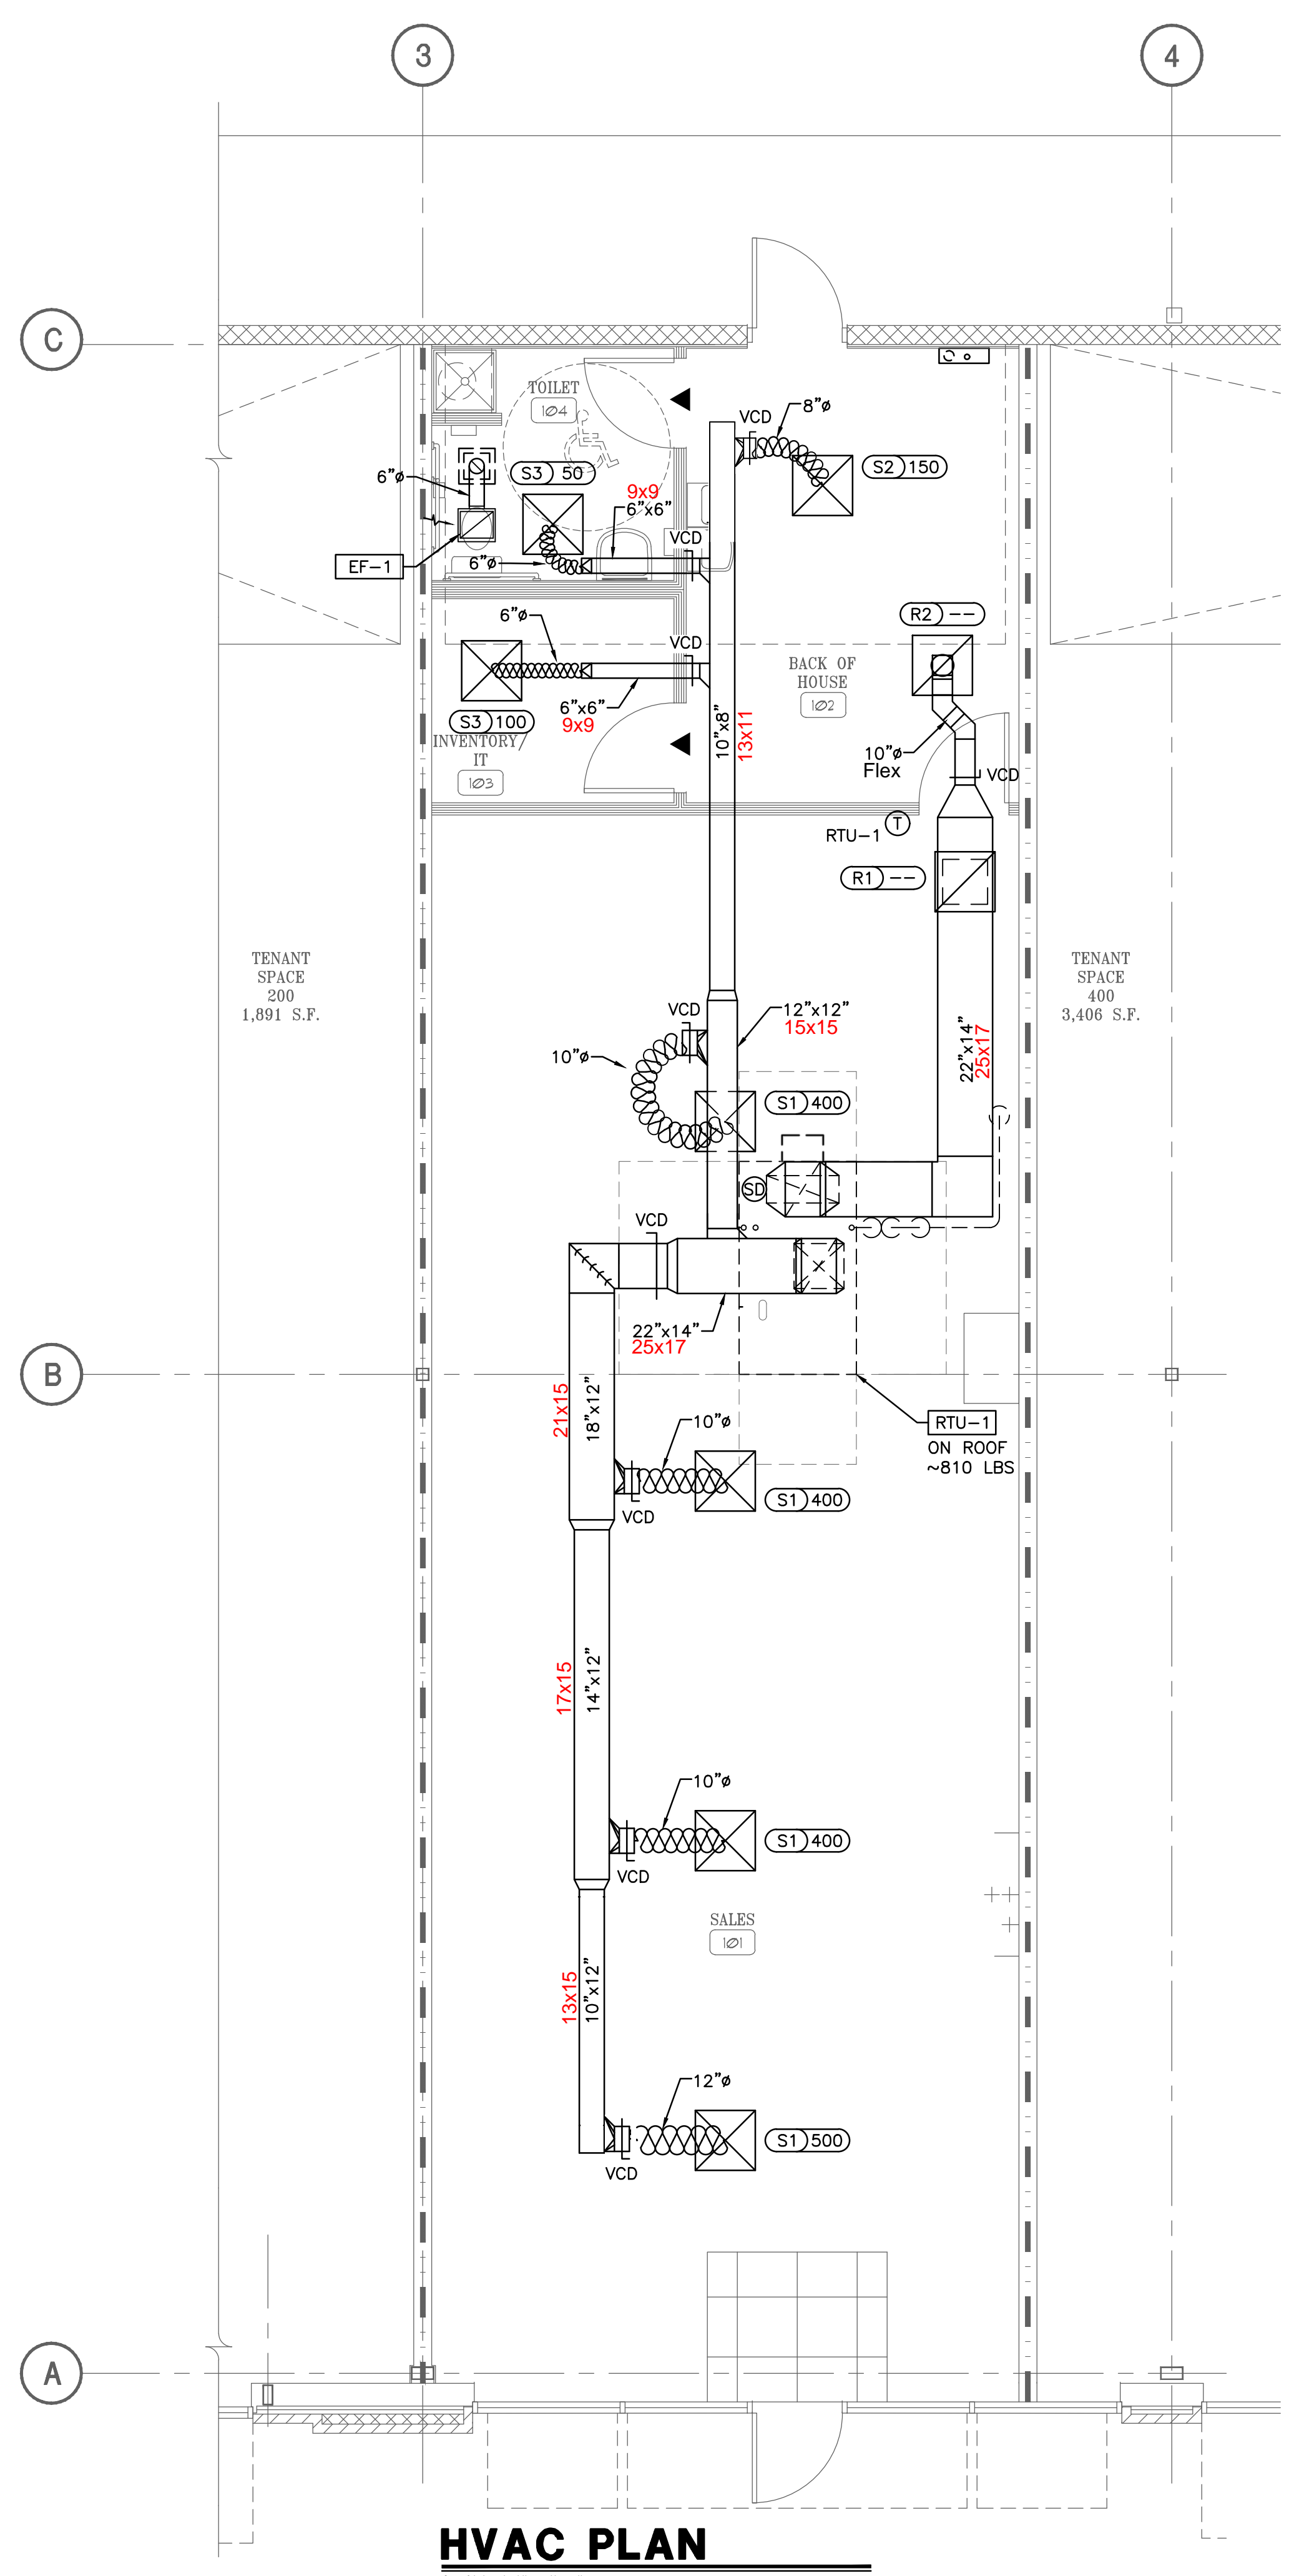 3
4
C
TOILET
104
VCD
8"ø
S2 150
6"ø
S3 50
9x9
6"x6"
VCD
EF-1
6"ø
6"ø
R2 --
VCD
BACK OF
HOUSE
102
6"x6"
9x9
S3 100
10"x8"
13x11
INVENTORY/
IT
103
10"ø
Flex
VCD
RTU-1
T
R1 --
TENANT
SPACE
200
1,891 S.F.
TENANT
SPACE
400
3,406 S.F.
VCD
12"x12"
15x15
22"x14"
25x17
10"ø
S1 400
SD
VCD
22"x14"
25x17
B
21x15
18"x12"
10"ø
RTU-1
ON ROOF
~810 LBS
S1 400
VCD
17x15
14"x12"
10"ø
S1 400
VCD
SALES
101
13x15
10"x12"
12"ø
S1 500
VCD
A
HVAC PLAN